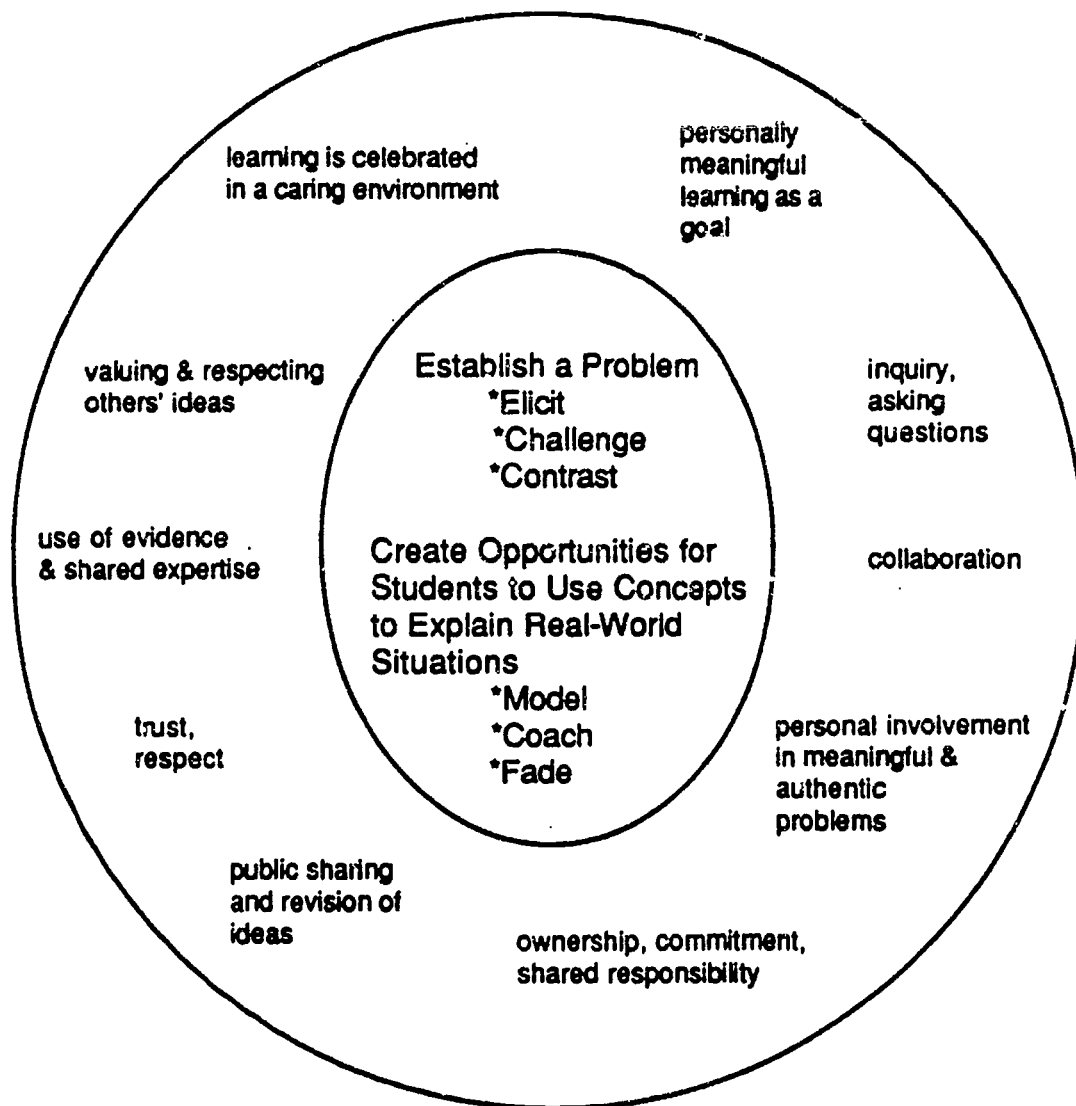 learning is celebrated
in a caring environment
personally
meaningful
learning as a
goal
valuing & respecting
others' ideas
Establish a Problem
*Elicit
*Challenge
*Contrast
inquiry,
asking
questions
use of evidence
& shared expertise
Create Opportunities for
Students to Use Concepts
to Explain Real-World
Situations
*Model
*Coach
*Fade
collaboration
trust,
respect
personal involvement
in meaningful &
authentic
problems
public sharing
and revision of
ideas
ownership, commitment,
shared responsibility